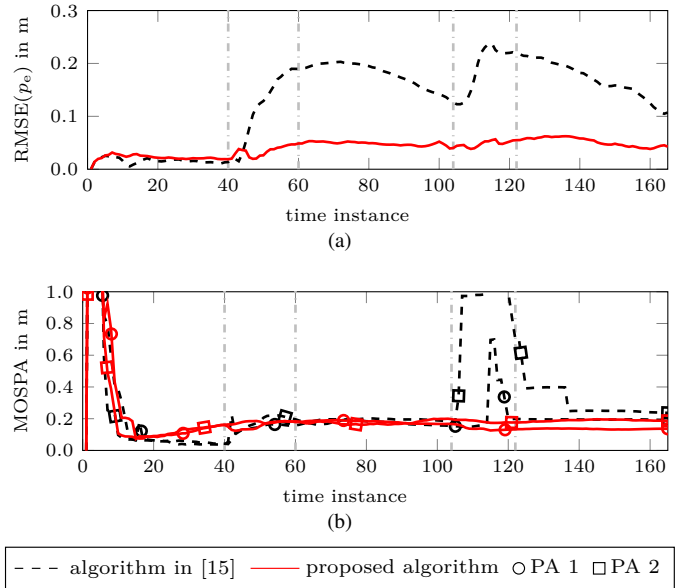 0.3
0.2
0.1
0.0
RMSE(pe) in m
0 20 40 60 80 100 120 140 160
time instance
(a)
1.0
0.8
0.6
0.4
0.2
0.0
MOSPA in m
0 20 40 60 80 100 120 140 160
time instance
(b)
algorithm in [15] proposed algorithm PA 1 PA 2